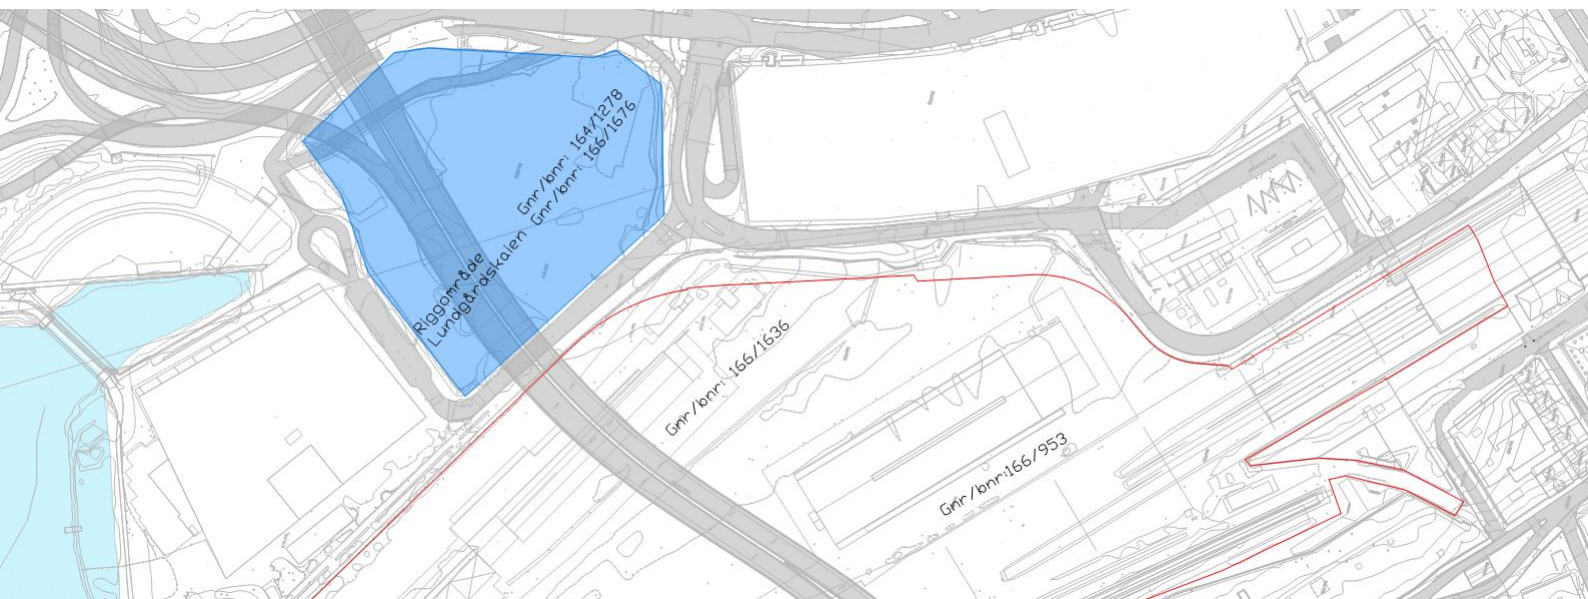 Riggområde Gnr/bnr: 164/1278
Lundgårdskaien Gnr/bnr: 166/1676
Gnr/bnr: 166/1636
Gnr/bnr:166/953